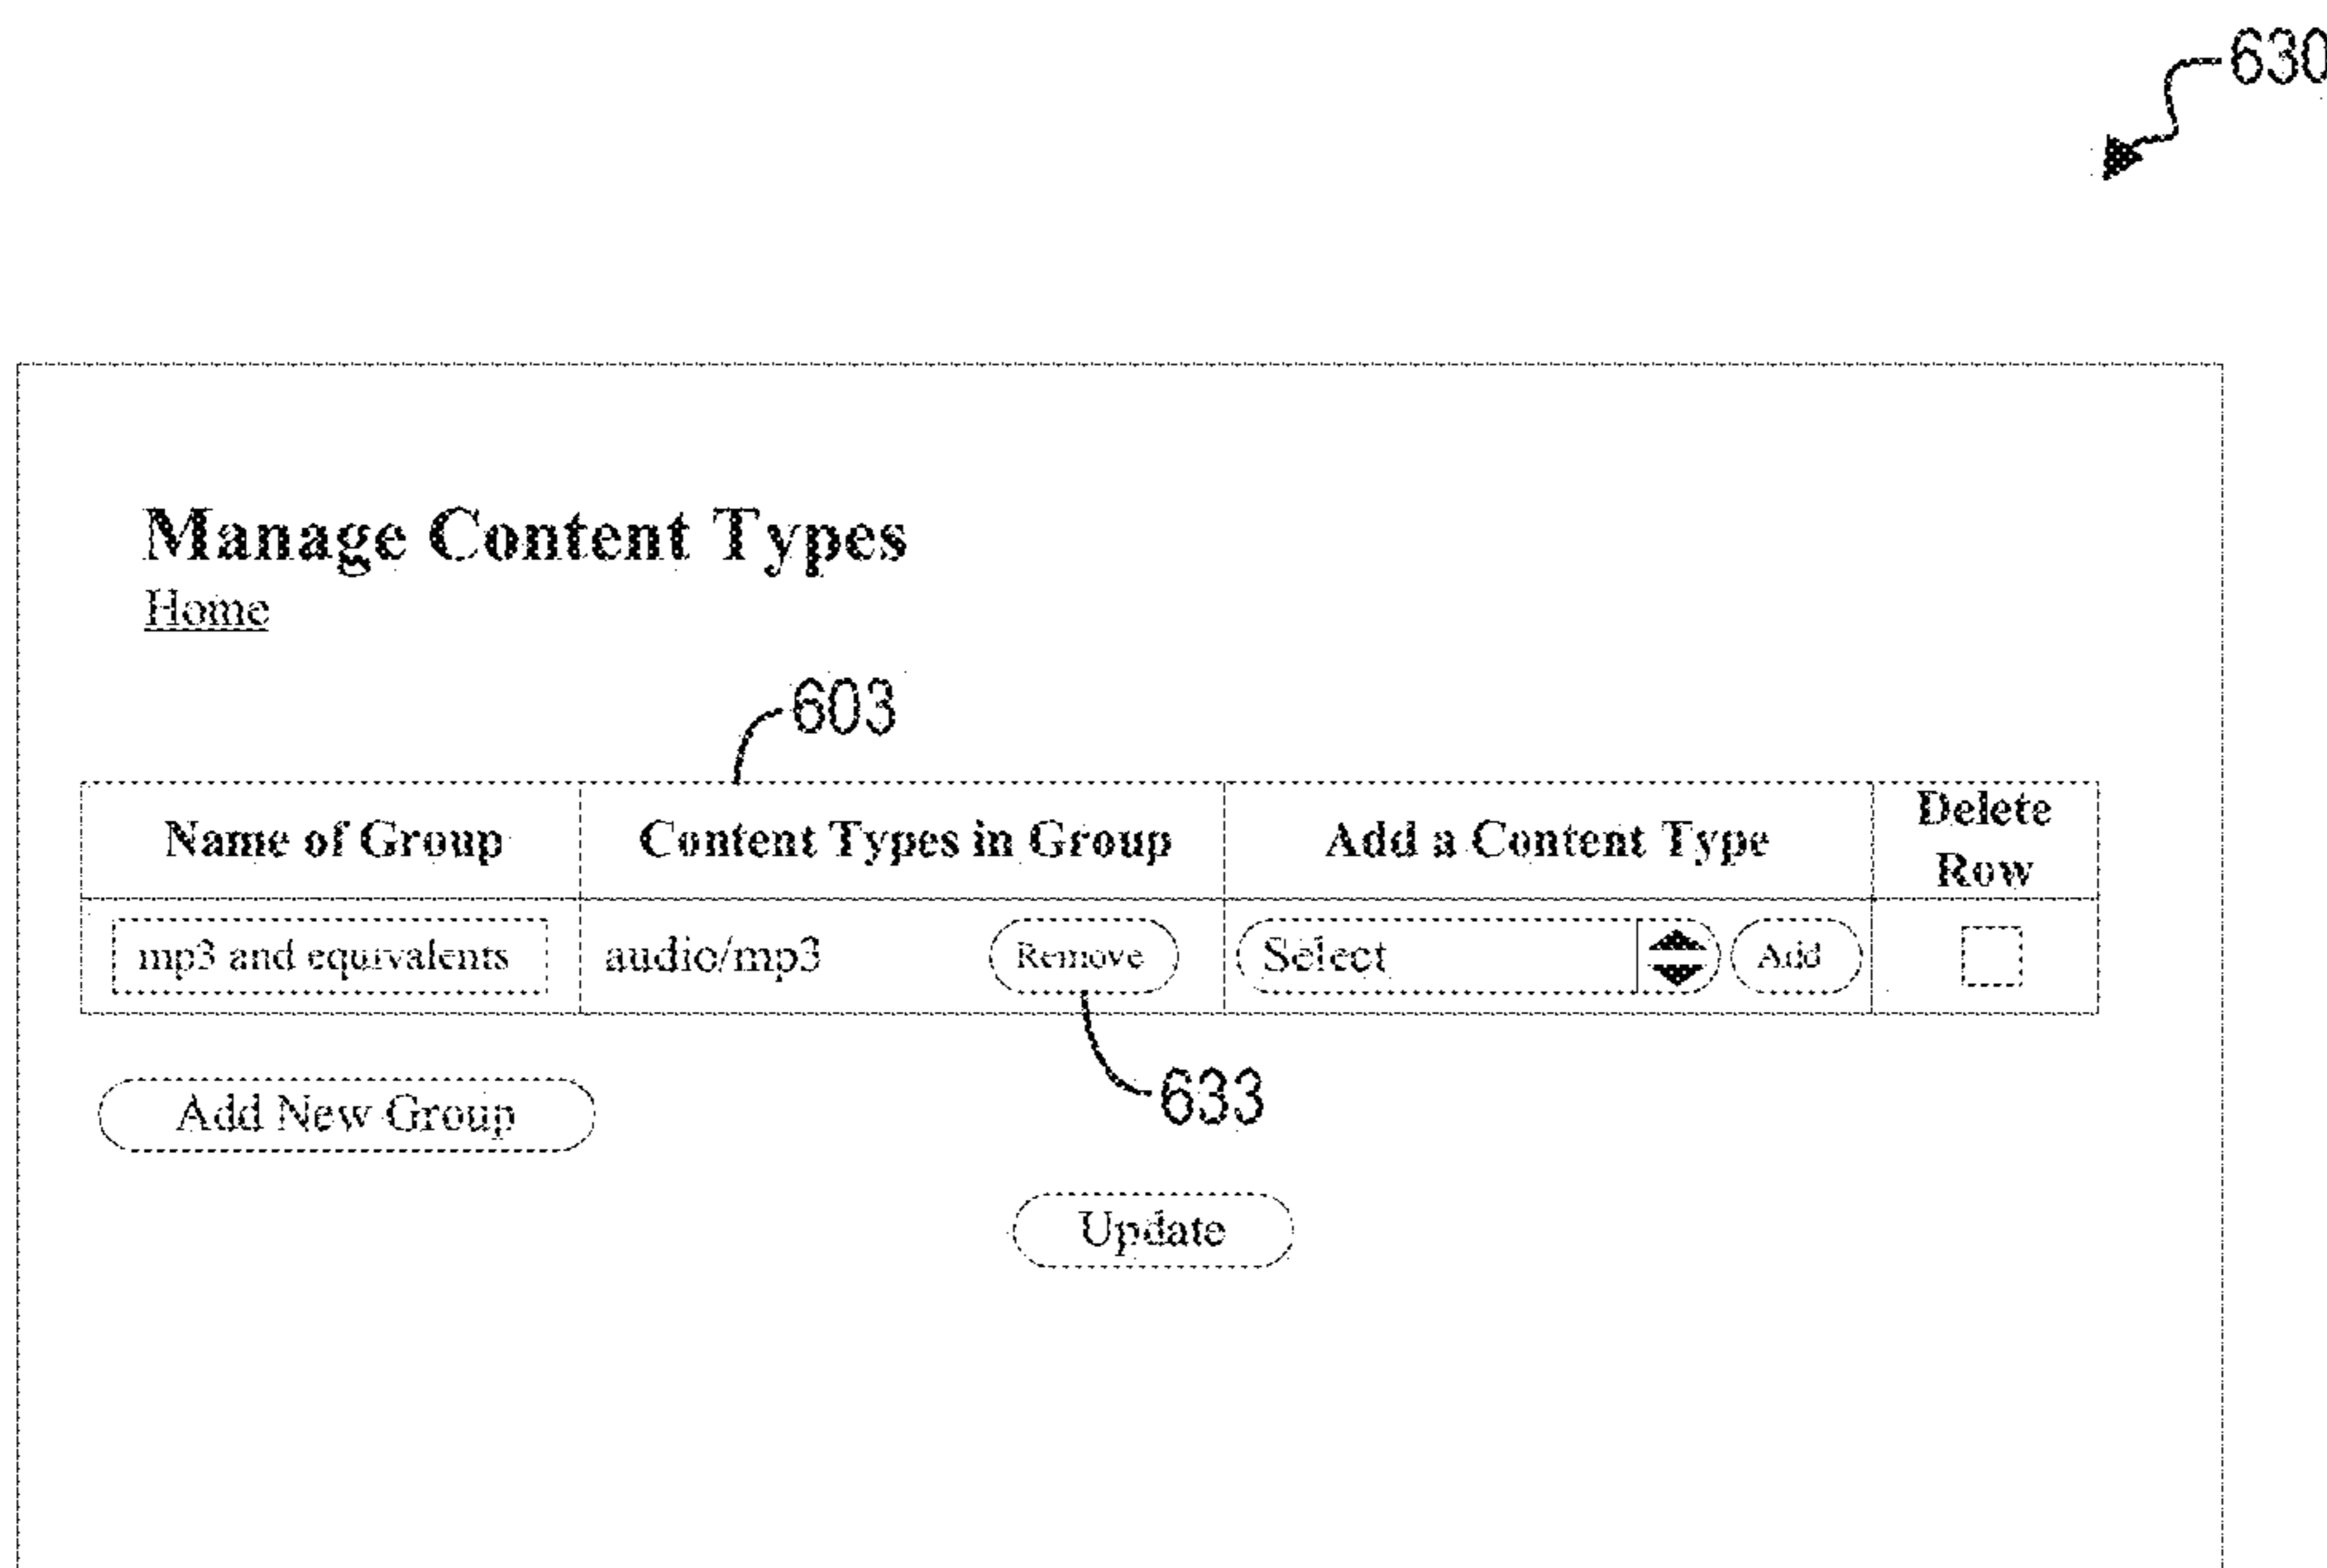 630
Manage Content Types
Home
603
Name of Group Content Types in Group Add a Content Type Delete Row
mp3 and equivalents audio/mp3 Remove Select Add
633
Add New Group
Update